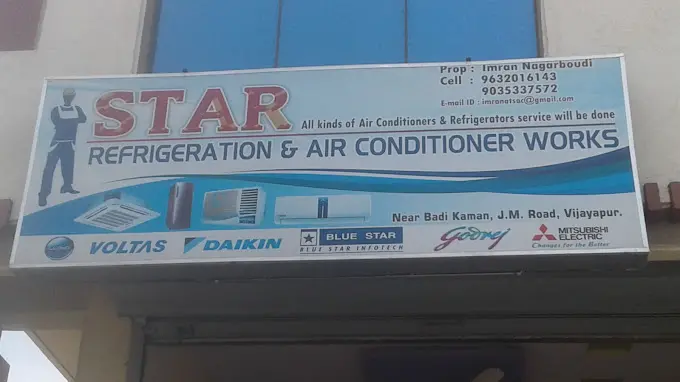 Prop : Imran Nagarboudi
Cell : 9632016143
9035337572
E-mail ID : imranatsac@gmail.com
STAR
All kinds of Air Conditioners & Refrigerators service will be done
REFRIGERATION & AIR CONDITIONER WORKS
Near Badi Kaman, J.M. Road, Vijayapur.
VOLTAS DAIKIN BLUE STAR Godrej MITSUBISHI ELECTRIC
BLUE STAR INFOTECH Changes for the Better